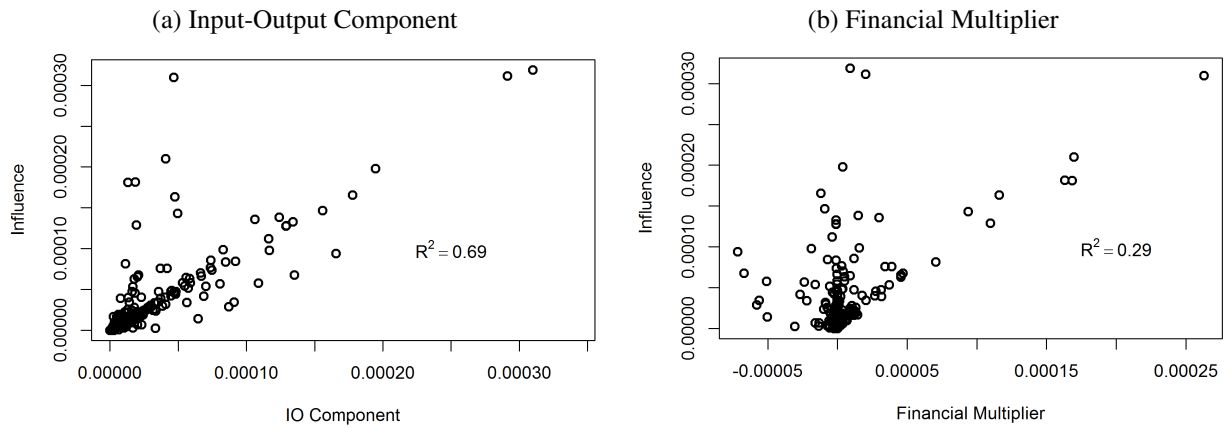 (a) Input-Output Component
Influence
0.00030
0.00020
0.00010
0.00000
R² = 0.69
0.00000 0.00010 0.00020 0.00030
IO Component
(b) Financial Multiplier
Influence
0.00030
0.00020
0.00010
0.00000
R² = 0.29
-0.00005 0.00005 0.00015 0.00025
Financial Multiplier